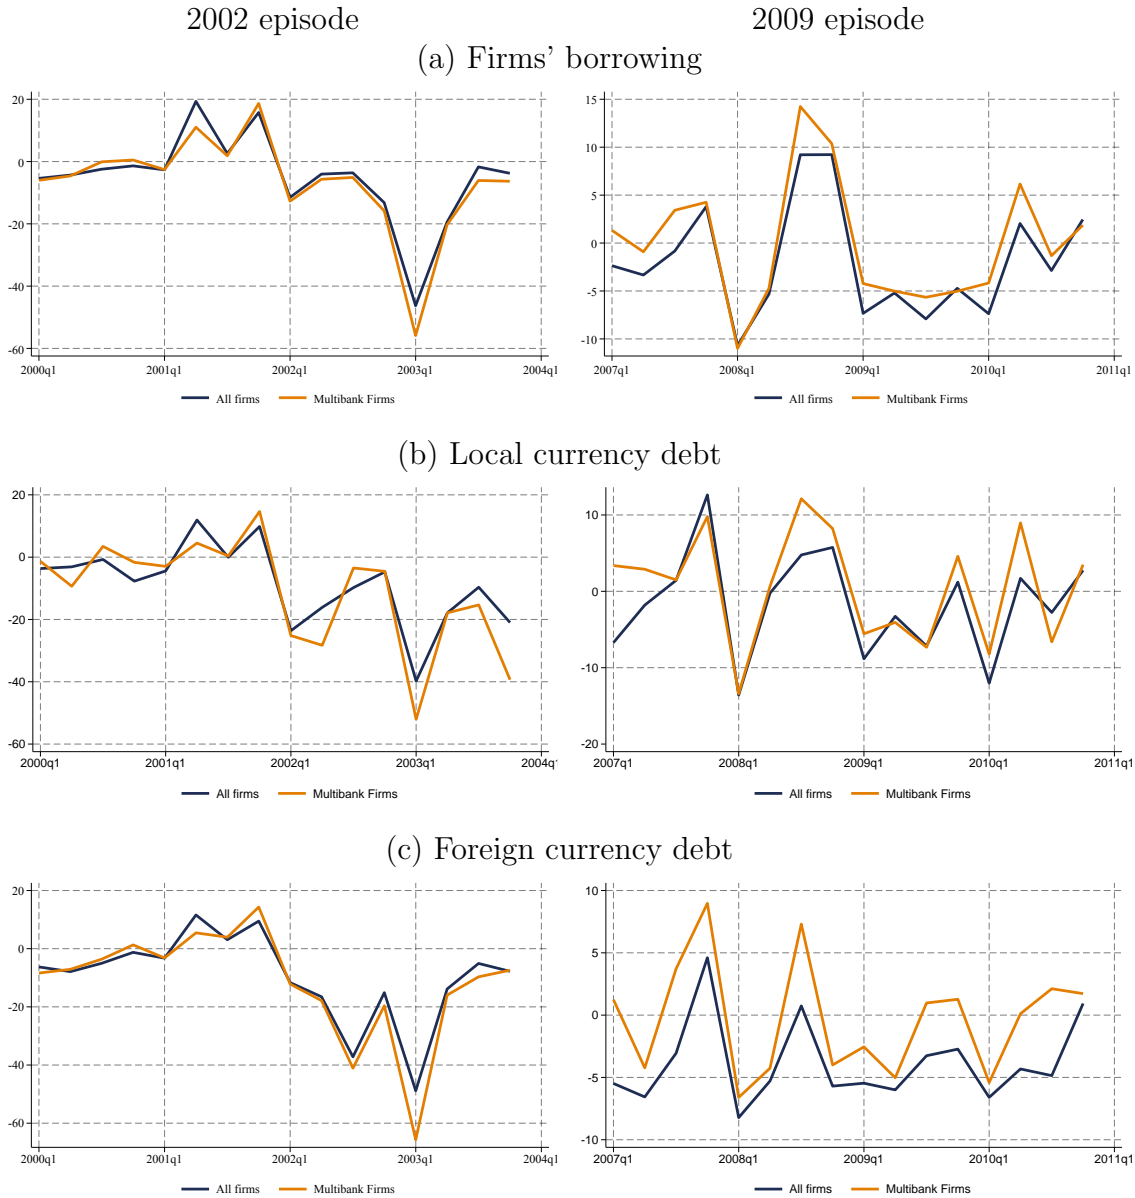 2002 episode 2009 episode
(a) Firms' borrowing
20
0
-20
-40
-60
2000q1 2001q1 2002q1 2003q1 2004q1
All firms Multibank Firms
15
10
5
0
-5
-10
2007q1 2008q1 2009q1 2010q1 2011q1
All firms Multibank Firms
(b) Local currency debt
20
0
-20
-40
-60
2000q1 2001q1 2002q1 2003q1 2004q1
All firms Multibank Firms
10
0
-10
-20
2007q1 2008q1 2009q1 2010q1 2011q1
All firms Multibank Firms
(c) Foreign currency debt
20
0
-20
-40
-60
2000q1 2001q1 2002q1 2003q1 2004q1
All firms Multibank Firms
10
5
0
-5
-10
2007q1 2008q1 2009q1 2010q1 2011q1
All firms Multibank Firms